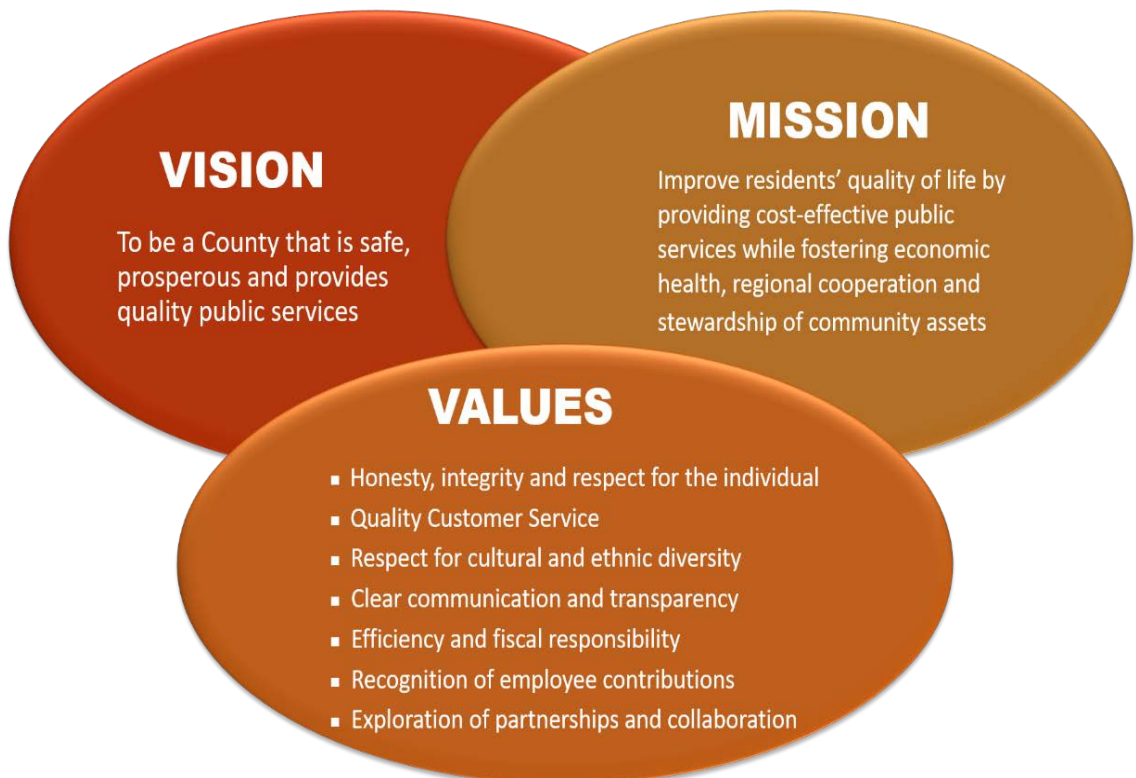 VISION
To be a County that is safe,
prosperous and provides
quality public services
MISSION
Improve residents’ quality of life by
providing cost-effective public
services while fostering economic
health, regional cooperation and
stewardship of community assets
VALUES
▪ Honesty, integrity and respect for the individual
▪ Quality Customer Service
▪ Respect for cultural and ethnic diversity
▪ Clear communication and transparency
▪ Efficiency and fiscal responsibility
▪ Recognition of employee contributions
▪ Exploration of partnerships and collaboration